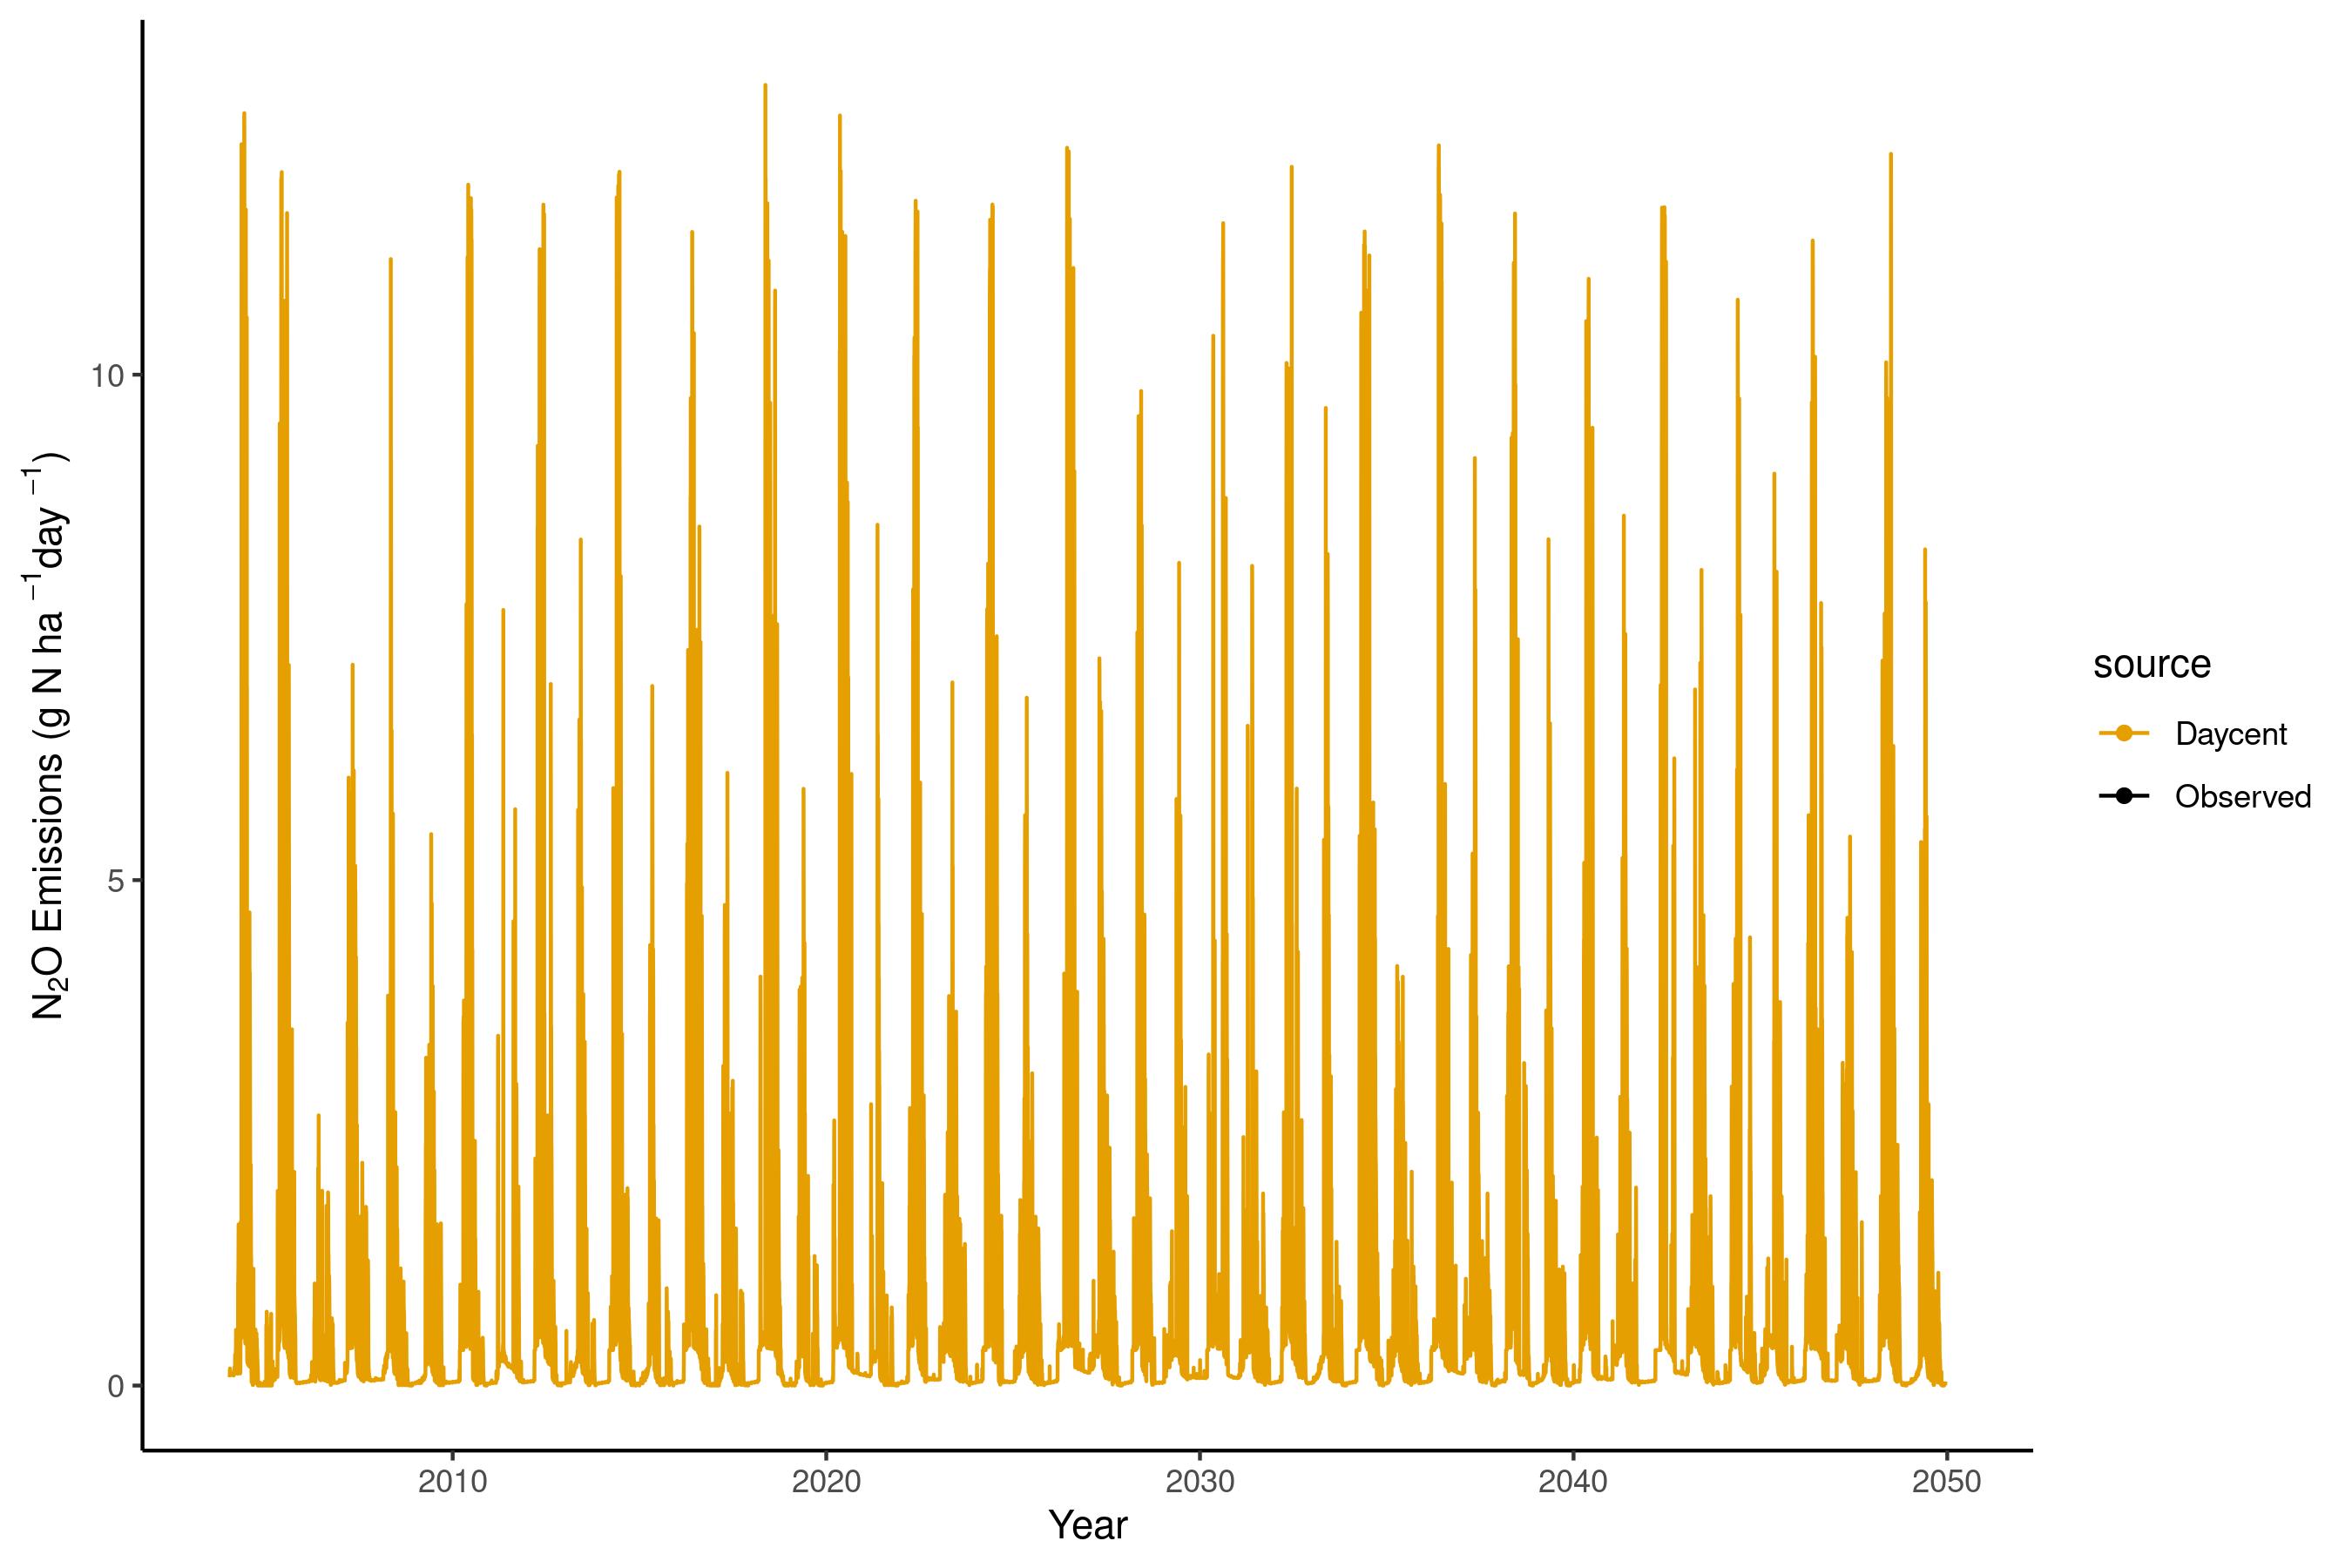 N₂O Emissions (g N ha ⁻¹day ⁻¹)
10
5
0
2010 2020 2030 2040 2050
Year
source
Daycent
Observed